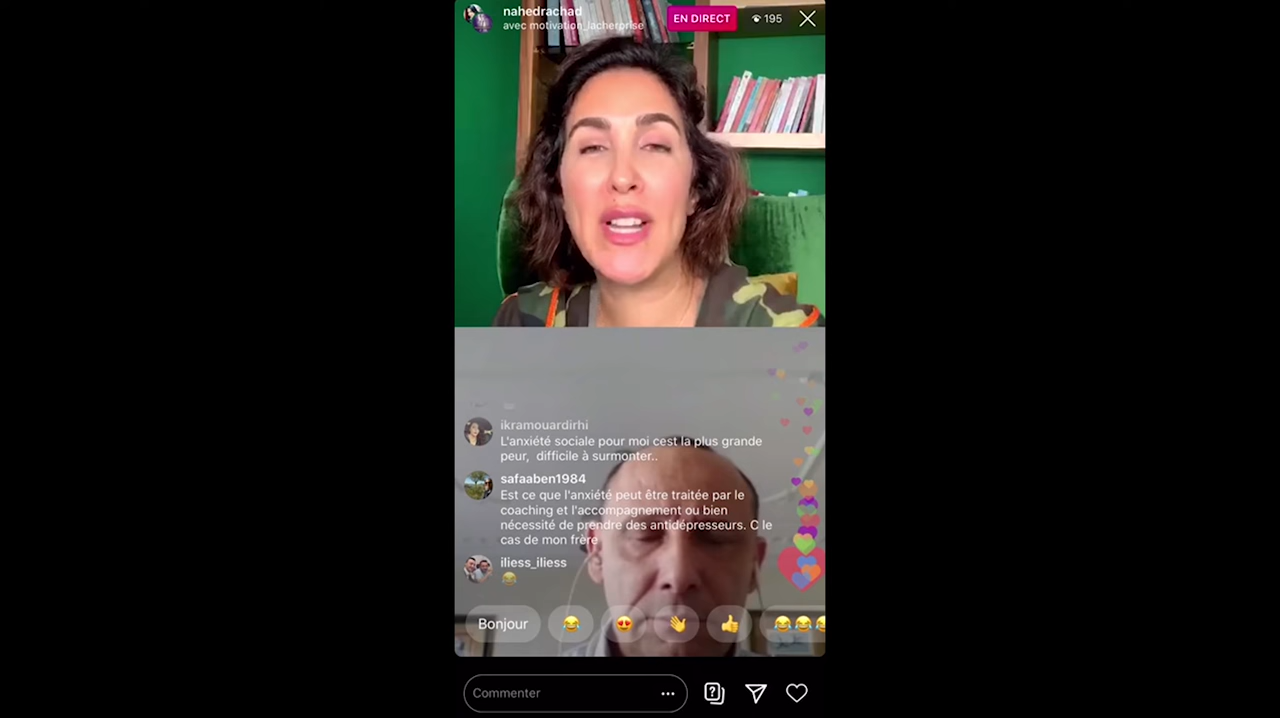 nahedrachad
avec motivation_lacherprise
EN DIRECT
195
ikramouardirhi
L'anxiété sociale pour moi cest la plus grande
peur, difficile à surmonter..
safaaben1984
Est ce que l'anxiété peut être traitée par le
coaching et l'accompagnement ou bien
nécessité de prendre des antidépresseurs. C le
cas de mon frère
iliess_iliess
😂
Bonjour 😂 😍 👋 👍 😂😂😂
Commenter